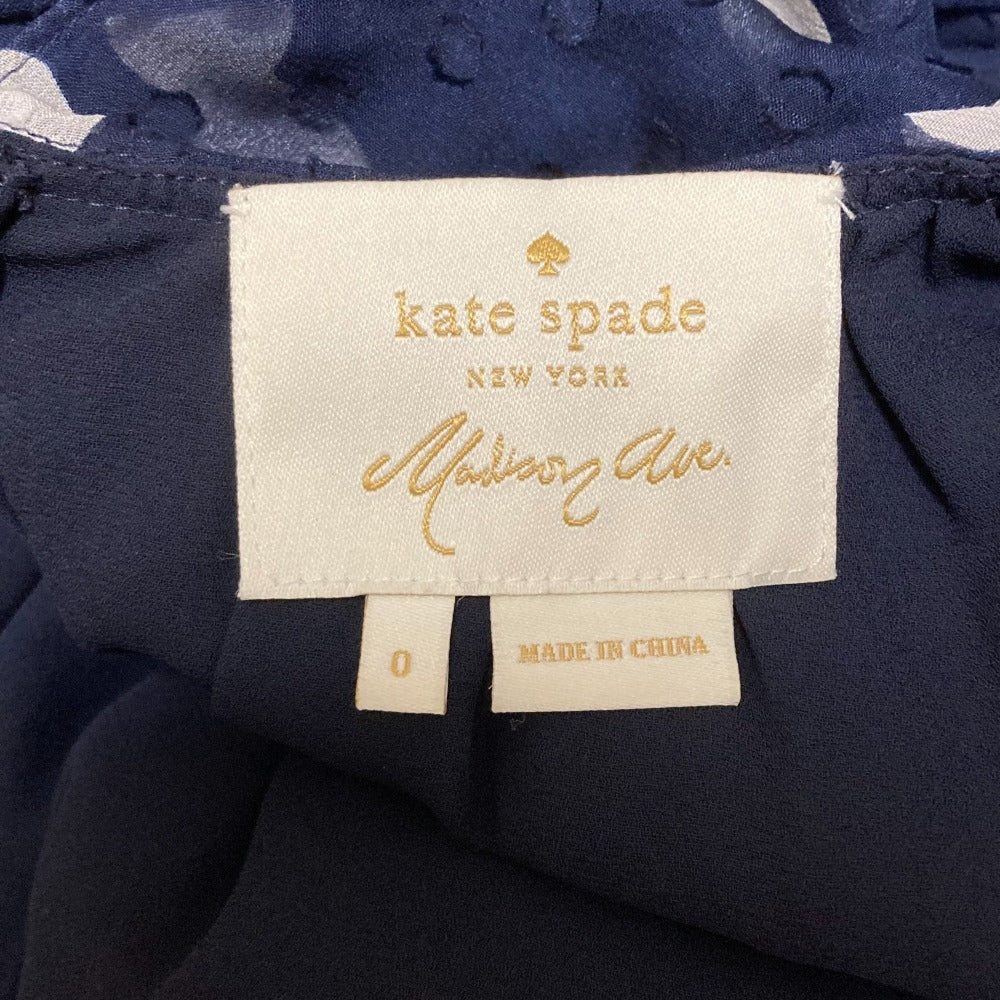 kate spade
NEW YORK
Madison Ave.
0
MADE IN CHINA